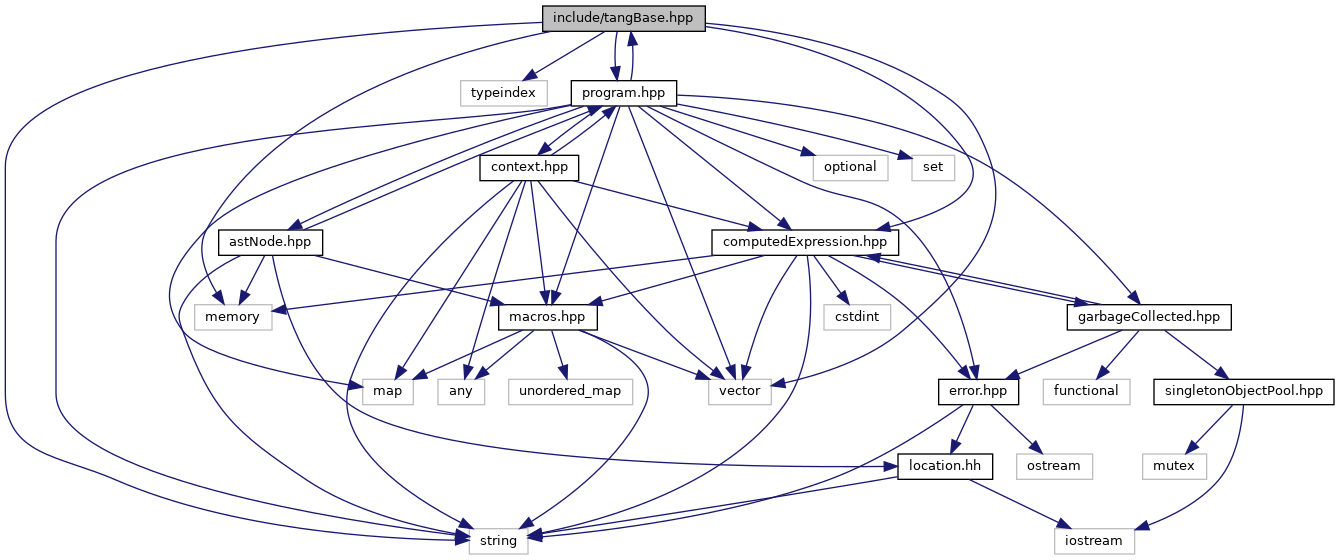 include/tangBase.hpp
typeindex
program.hpp
context.hpp
optional
set
astNode.hpp
computedExpression.hpp
memory
macros.hpp
cstdint
garbageCollected.hpp
map
any
unordered_map
vector
error.hpp
functional
singletonObjectPool.hpp
location.hh
ostream
mutex
string
iostream